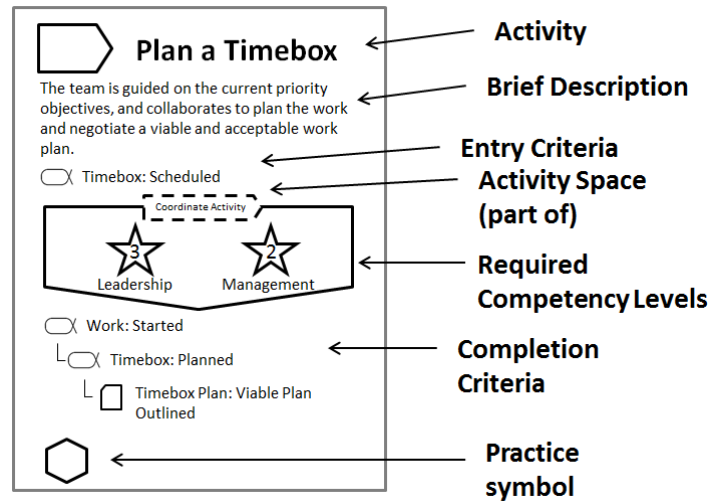 Plan a Timebox
Activity
The team is guided on the current priority
objectives, and collaborates to plan the work
and negotiate a viable and acceptable work
plan.
Brief Description
Timebox: Scheduled
Entry Criteria
Activity Space
(part of)
Coordinate Activity
3
2
Leadership
Management
Required
Competency Levels
Work: Started
Timebox: Planned
Timebox Plan: Viable Plan
Outlined
Completion
Criteria
Practice
symbol